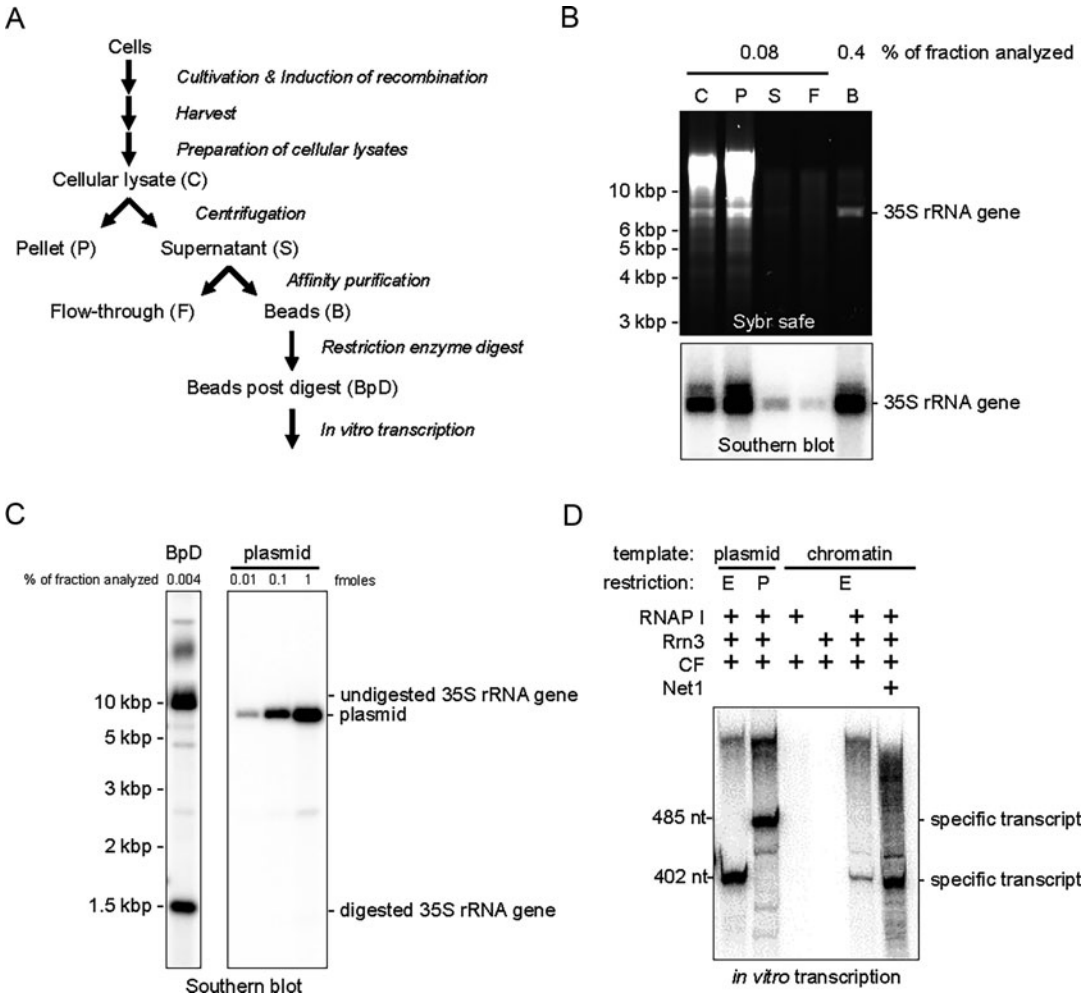 A
Cells
Cultivation & Induction of recombination
Harvest
Preparation of cellular lysates
Cellular lysate (C)
Centrifugation
Pellet (P) Supernatant (S)
Affinity purification
Flow-through (F) Beads (B)
Restriction enzyme digest
Beads post digest (BpD)
In vitro transcription
B
0.08 0.4 % of fraction analyzed
C P S F B
10 kbp -
6 kbp -
5 kbp -
4 kbp -
3 kbp -
- 35S rRNA gene
Sybr safe
- 35S rRNA gene
Southern blot
C
BpD plasmid
% of fraction analyzed 0.004 0.01 0.1 1 fmoles
10 kbp -
5 kbp -
3 kbp -
2 kbp -
1.5 kbp -
- undigested 35S rRNA gene
- plasmid
- digested 35S rRNA gene
Southern blot
D
template: plasmid chromatin
restriction: E P E
RNAP I + + + + +
Rrn3 + + + + +
CF + + + + + +
Net1 +
485 nt - - specific transcript
402 nt - - specific transcript
in vitro transcription